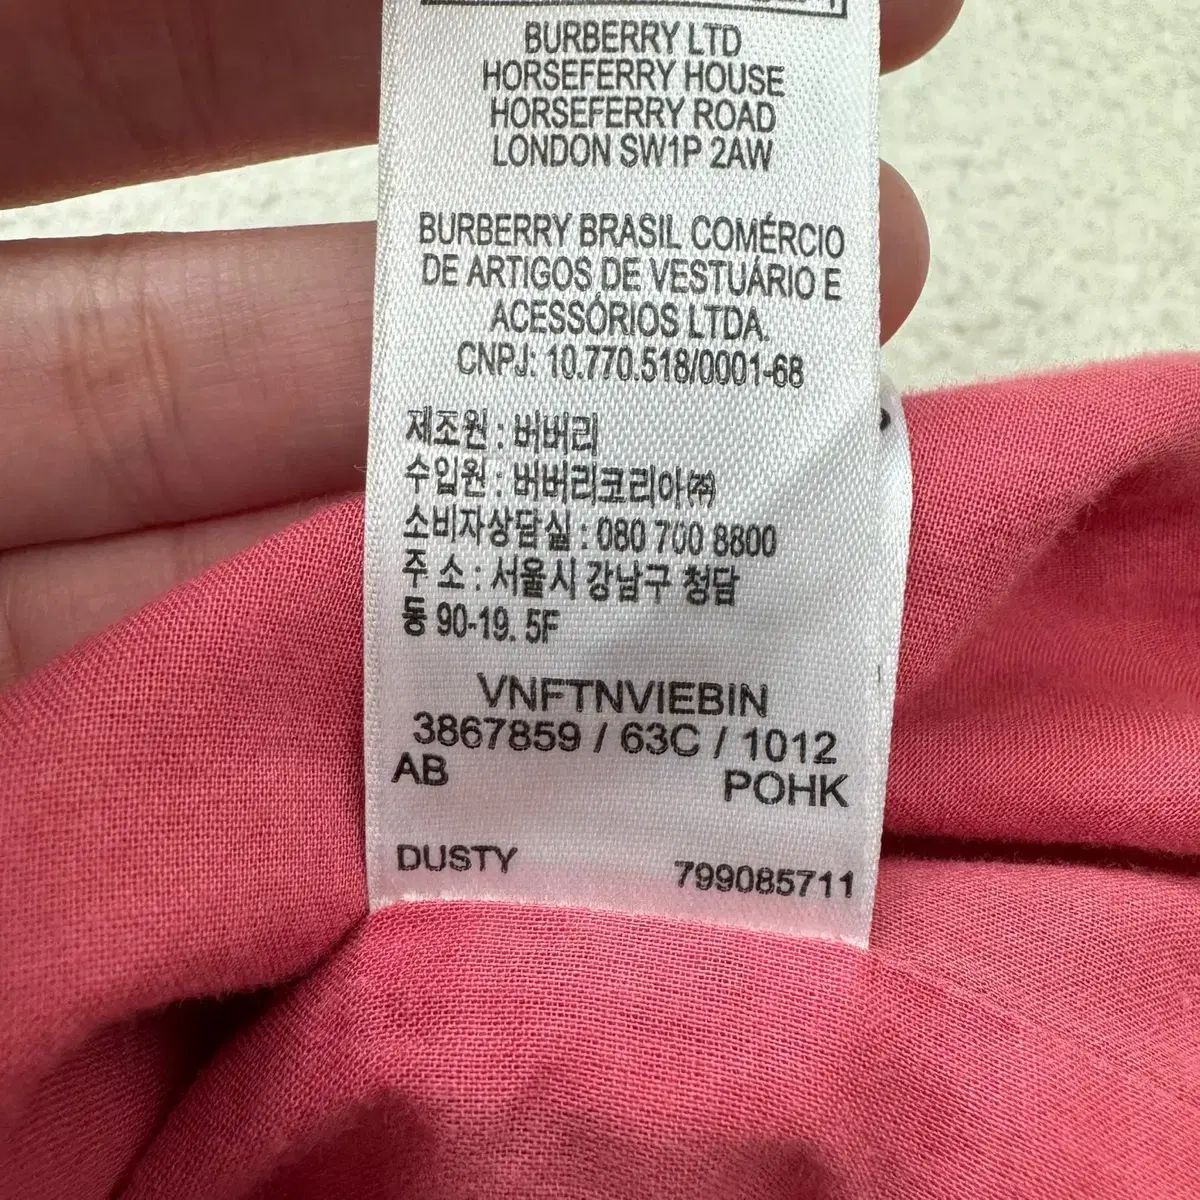 BURBERRY LTD
HORSEFERRY HOUSE
HORSEFERRY ROAD
LONDON SW1P 2AW
BURBERRY BRASIL COMÉRCIO
DE ARTIGOS DE VESTUÁRIO E
ACESSÓRIOS LTDA.
CNPJ: 10.770.518/0001-68
제조원 : 버버리
수입원 : 버버리코리아㈜
소비자상담실 : 080 700 8800
주 소 : 서울시 강남구 청담
동 90-19. 5F
VNFTNVIEBIN
3867859 / 63C / 1012
AB POHK
DUSTY 799085711